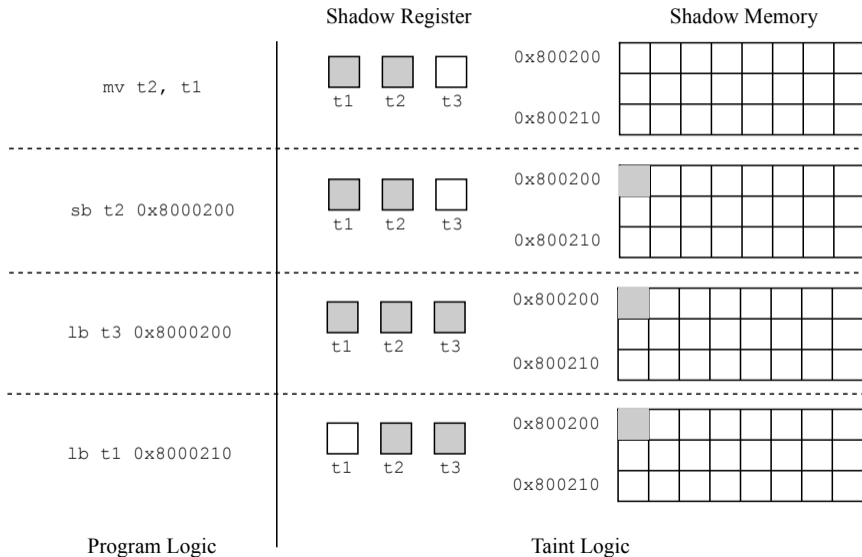 Shadow Register Shadow Memory
mv t2, t1
t1 t2 t3
0x800200
0x800210
sb t2 0x8000200
t1 t2 t3
0x800200
0x800210
lb t3 0x8000200
t1 t2 t3
0x800200
0x800210
lb t1 0x8000210
t1 t2 t3
0x800200
0x800210
Program Logic Taint Logic